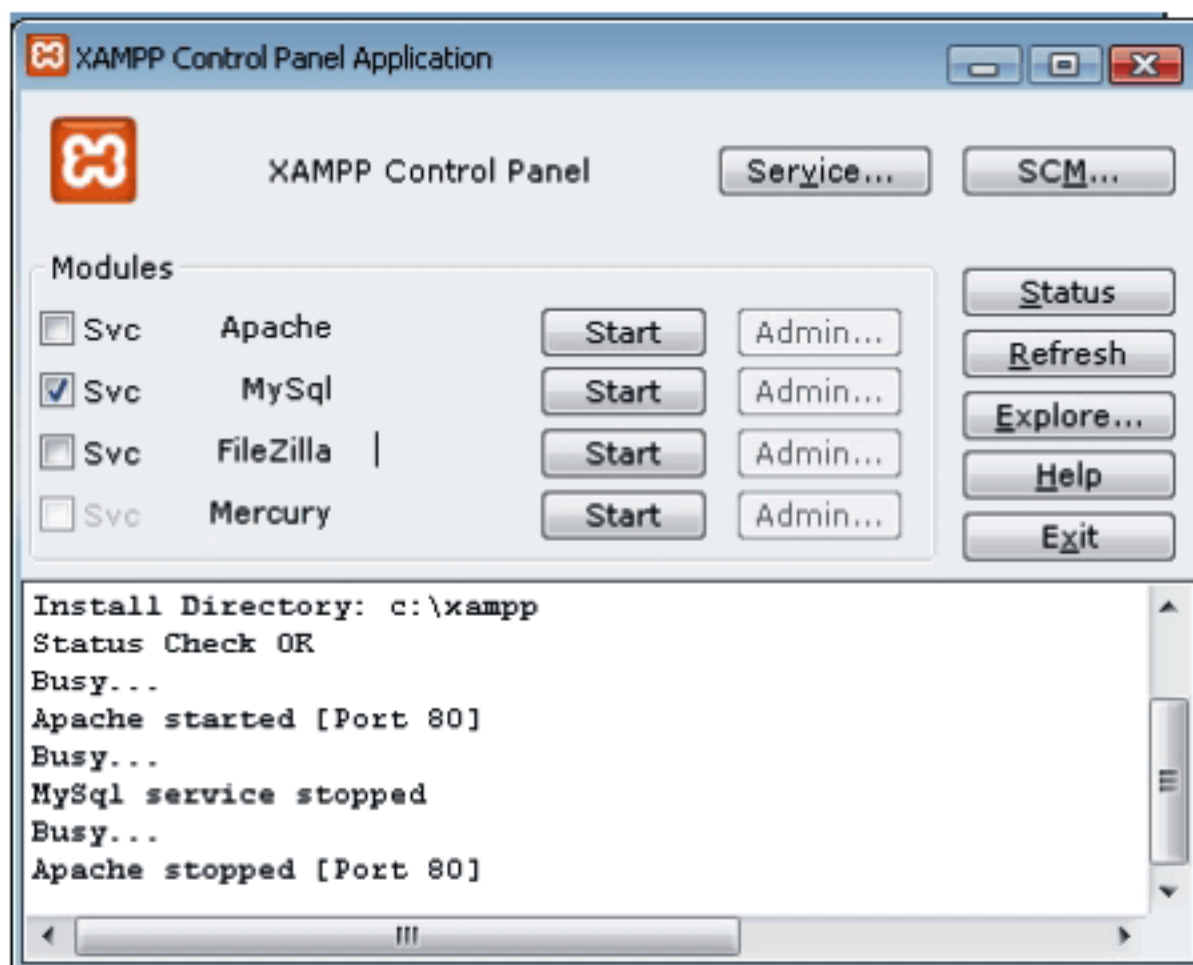 XAMPP Control Panel Application
XAMPP Control Panel Service... SCM...
Modules
Svc Apache Start Admin...
Svc MySql Start Admin...
Svc FileZilla Start Admin...
Svc Mercury Start Admin...
Status
Refresh
Explore...
Help
Exit
Install Directory: c:\xampp
Status Check OK
Busy...
Apache started [Port 80]
Busy...
MySql service stopped
Busy...
Apache stopped [Port 80]